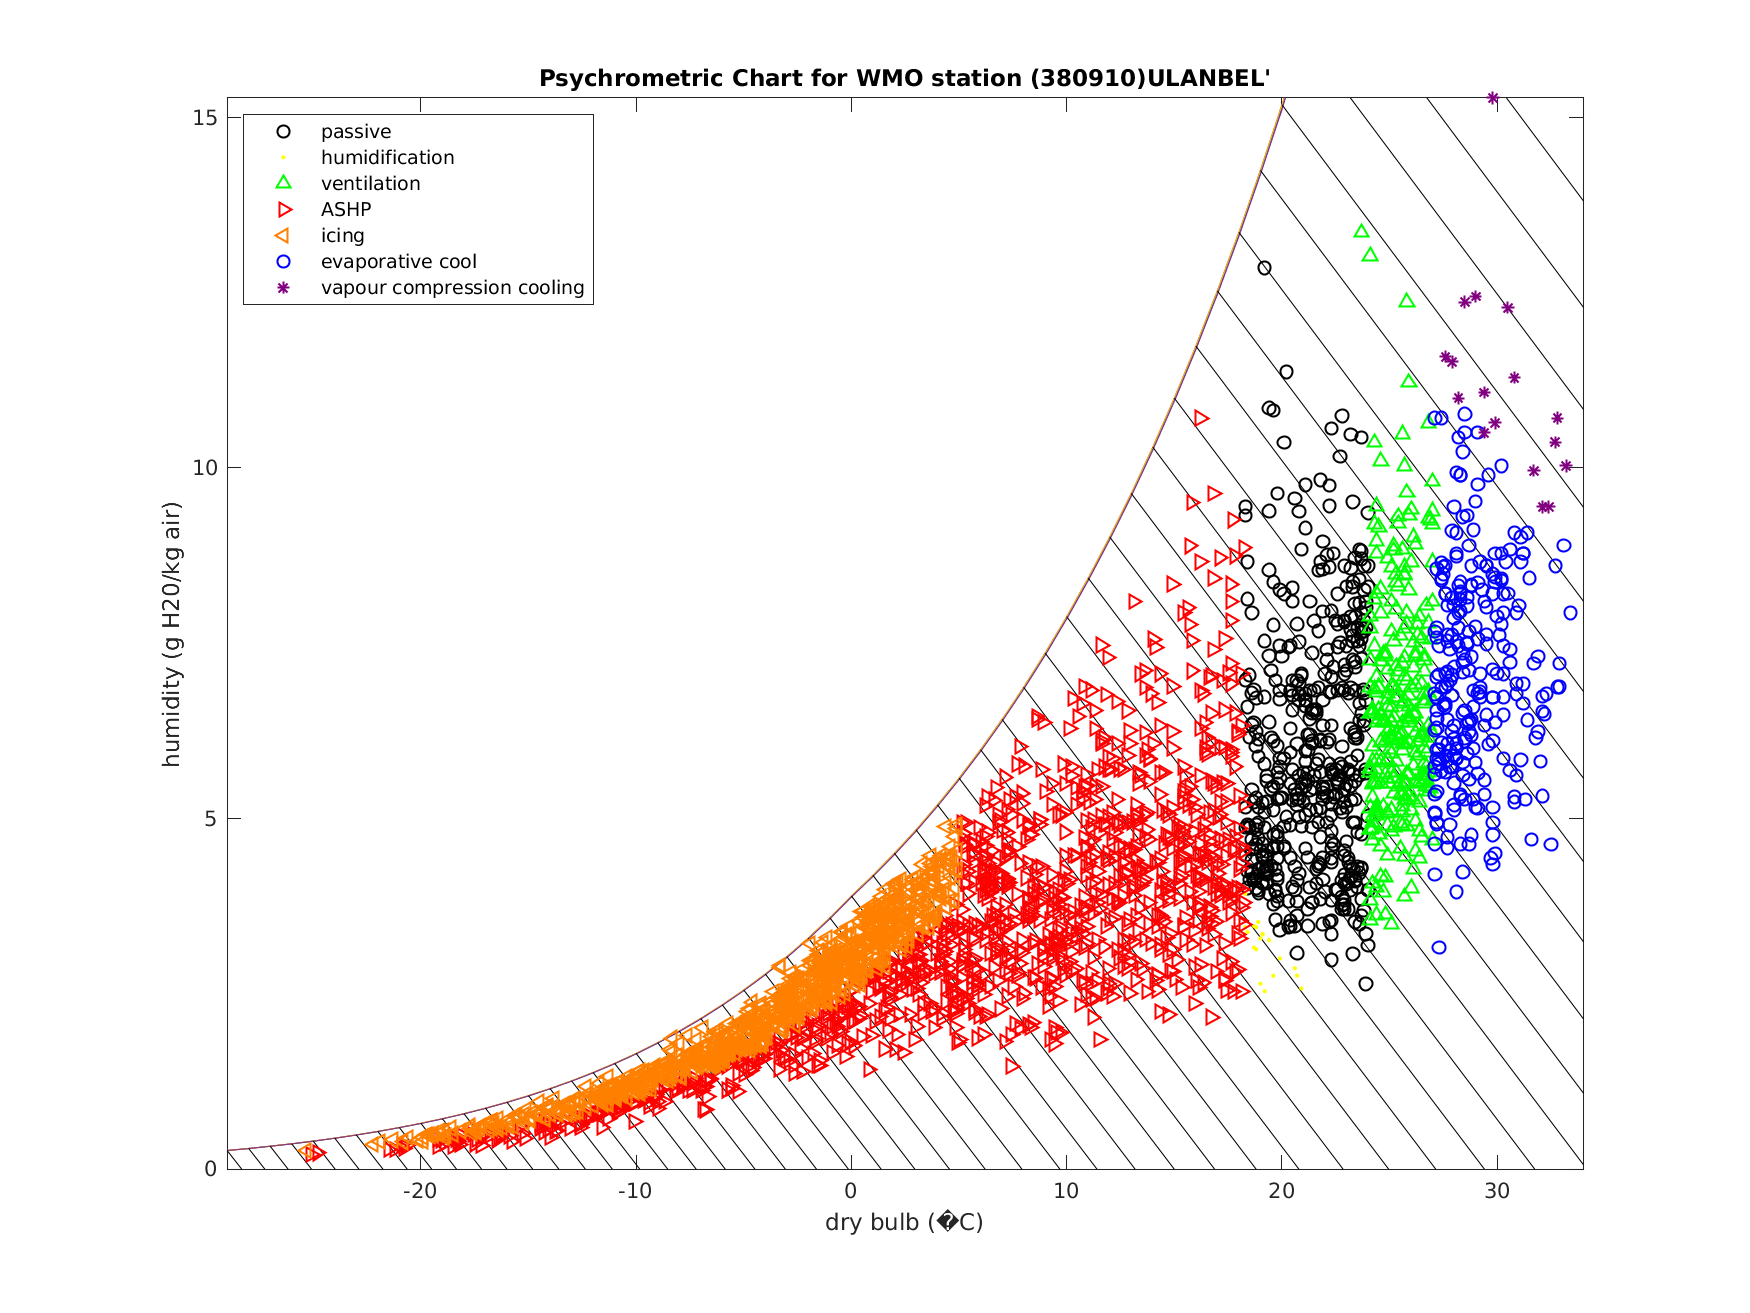 Psychrometric Chart for WMO station (380910)ULANBEL'
passive
humidification
ventilation
ASHP
icing
evaporative cool
vapour compression cooling
15
10
5
0
humidity (g H20/kg air)
-20
-10
0
10
20
30
dry bulb (�C)